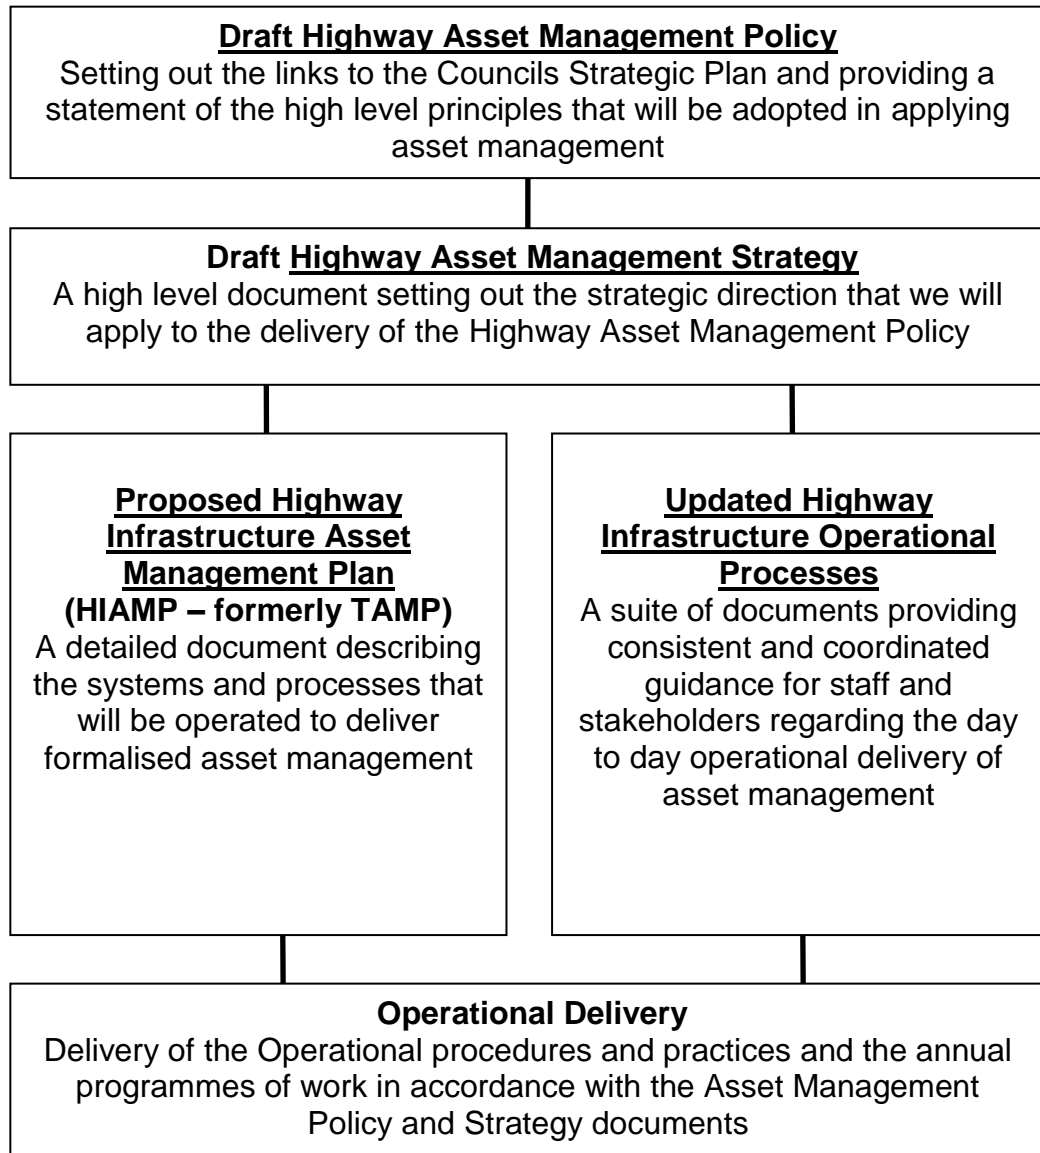 Draft Highway Asset Management Policy
Setting out the links to the Councils Strategic Plan and providing a
statement of the high level principles that will be adopted in applying
asset management
Draft Highway Asset Management Strategy
A high level document setting out the strategic direction that we will
apply to the delivery of the Highway Asset Management Policy
Proposed Highway
Infrastructure Asset
Management Plan
(HIAMP – formerly TAMP)
A detailed document describing
the systems and processes that
will be operated to deliver
formalised asset management
Updated Highway
Infrastructure Operational
Processes
A suite of documents providing
consistent and coordinated
guidance for staff and
stakeholders regarding the day
to day operational delivery of
asset management
Operational Delivery
Delivery of the Operational procedures and practices and the annual
programmes of work in accordance with the Asset Management
Policy and Strategy documents